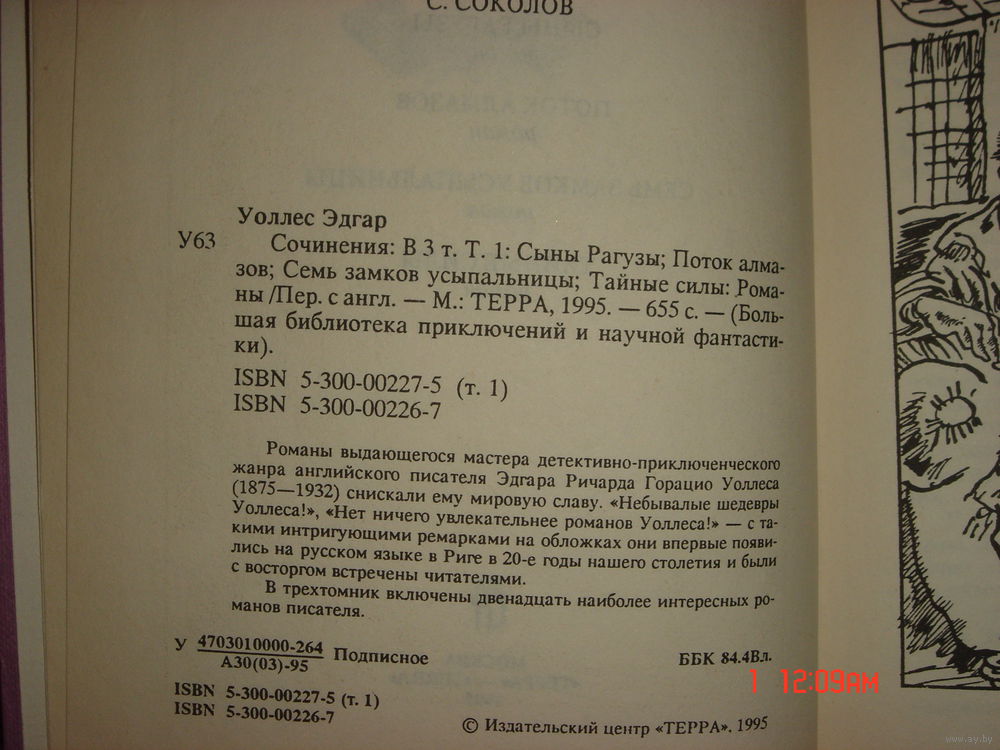 С. СОКОЛОВ
Уоллес Эдгар
У63
Сочинения: В 3 т. Т. 1: Сыны Рагузы; Поток алма-
зов; Семь замков усыпальницы; Тайные силы: Рома-
ны /Пер. с англ. — М.: ТЕРРА, 1995. — 655 с. — (Боль-
шая библиотека приключений и научной фантасти-
ки).
ISBN 5-300-00227-5 (т. 1)
ISBN 5-300-00226-7
Романы выдающегося мастера детективно-приключенческого
жанра английского писателя Эдгара Ричарда Горацио Уоллеса
(1875—1932) снискали ему мировую славу. «Небывалые шедевры
Уоллеса!», «Нет ничего увлекательнее романов Уоллеса!» — с та-
кими интригующими ремарками на обложках они впервые появи-
лись на русском языке в Риге в 20-е годы нашего столетия и были
с восторгом встречены читателями.
В трехтомник включены двенадцать наиболее интересных ро-
манов писателя.
У 4703010000-264
А30(03)-95
Подписное
ББК 84.4Вл.
1 12:09AM
ISBN 5-300-00227-5 (т. 1)
ISBN 5-300-00226-7
© Издательский центр «ТЕРРА», 1995
www.ay.by